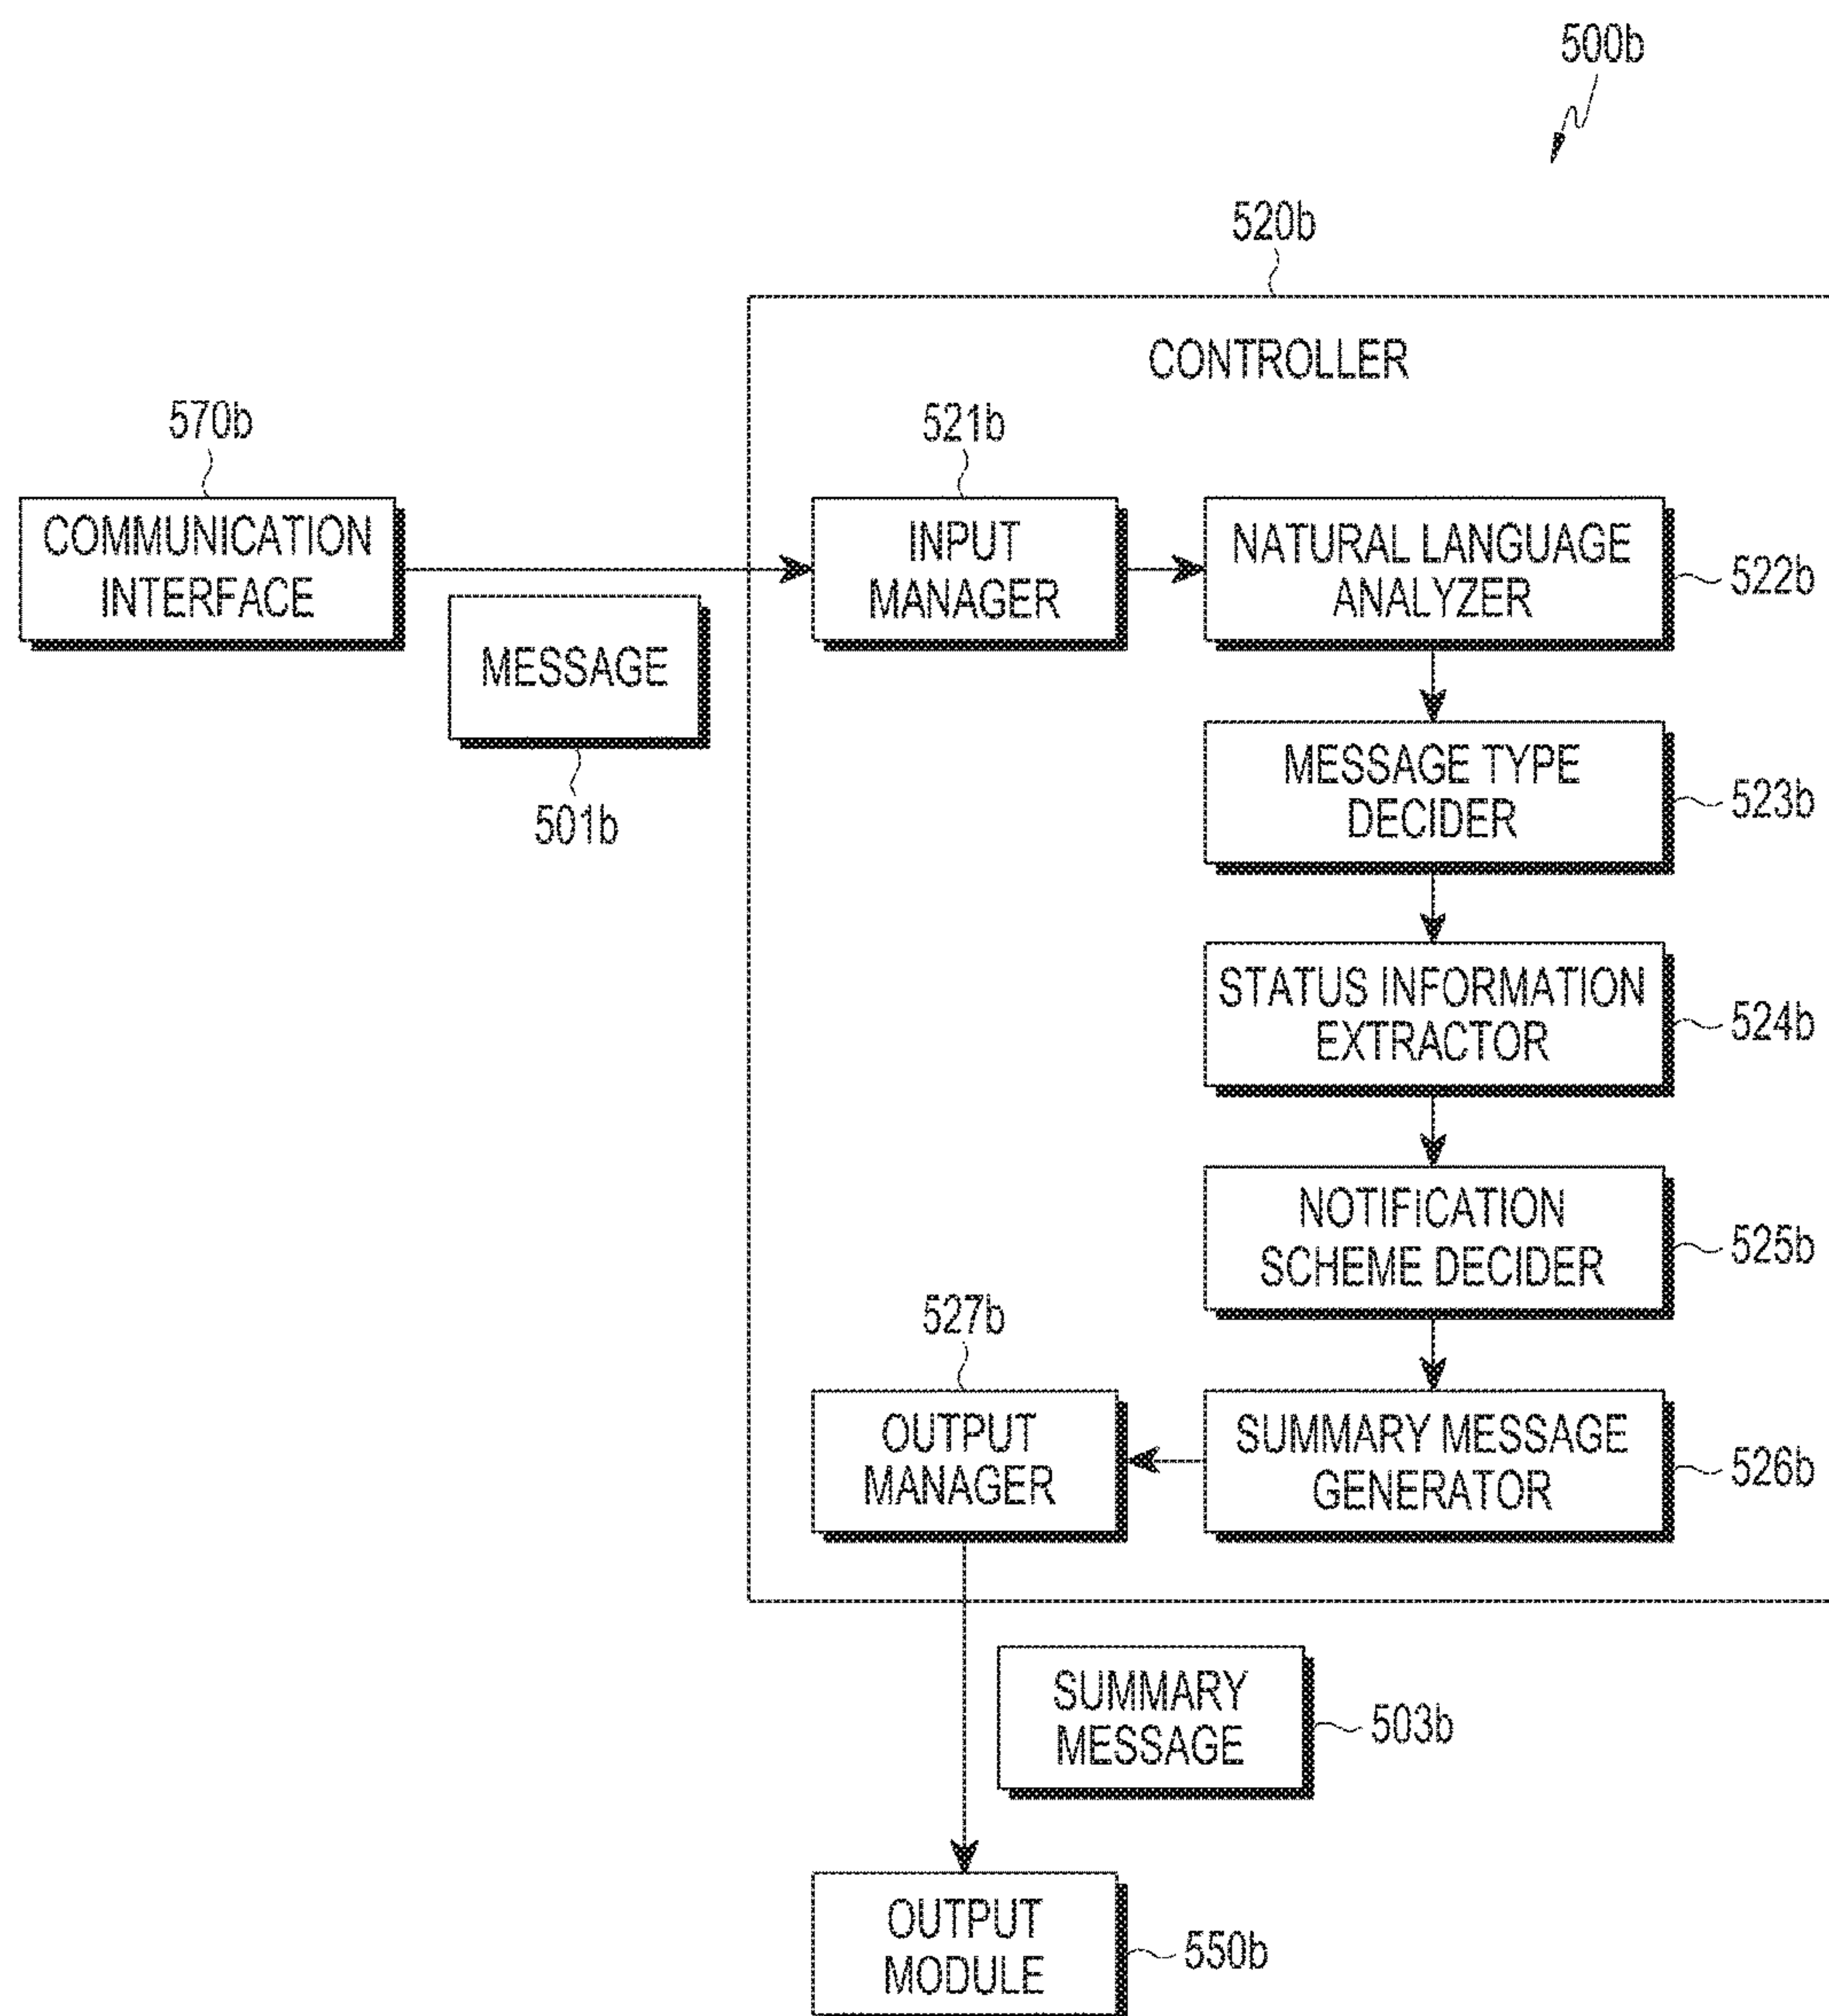 500b
520b
CONTROLLER
570b
521b
COMMUNICATION
INTERFACE
INPUT
MANAGER
NATURAL LANGUAGE
ANALYZER
522b
MESSAGE
501b
MESSAGE TYPE
DECIDER
523b
STATUS INFORMATION
EXTRACTOR
524b
NOTIFICATION
SCHEME DECIDER
525b
527b
OUTPUT
MANAGER
SUMMARY MESSAGE
GENERATOR
526b
SUMMARY
MESSAGE
503b
OUTPUT
MODULE
550b